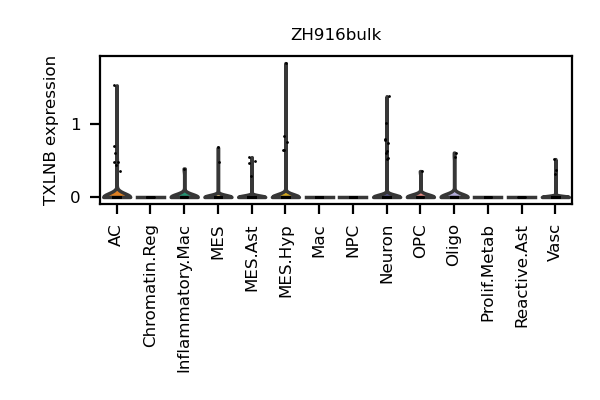 ZH916bulk
TXLNB expression
1
0
AC
Chromatin.Reg
Inflammatory.Mac
MES
MES.Ast
MES.Hyp
Mac
NPC
Neuron
OPC
Oligo
Prolif.Metab
Reactive.Ast
Vasc